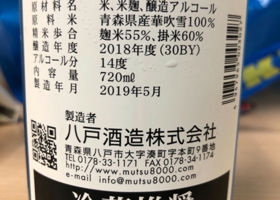 原材料名 米、米麹、醸造アルコール
原料米 青森県産華吹雪100%
精米歩合 麹米55%、掛米60%
醸造年度 2018年度(30BY)
アルコール分 14度
内容量 720㎖
製造年月 2019年5月
製造者
八戸酒造株式会社
青森県八戸市大字湊町字本町9番地
TEL 0178-33-1171 FAX 0178-34-1174
http://www.mutsu8000.com
e-mail info@mutsu8000.com